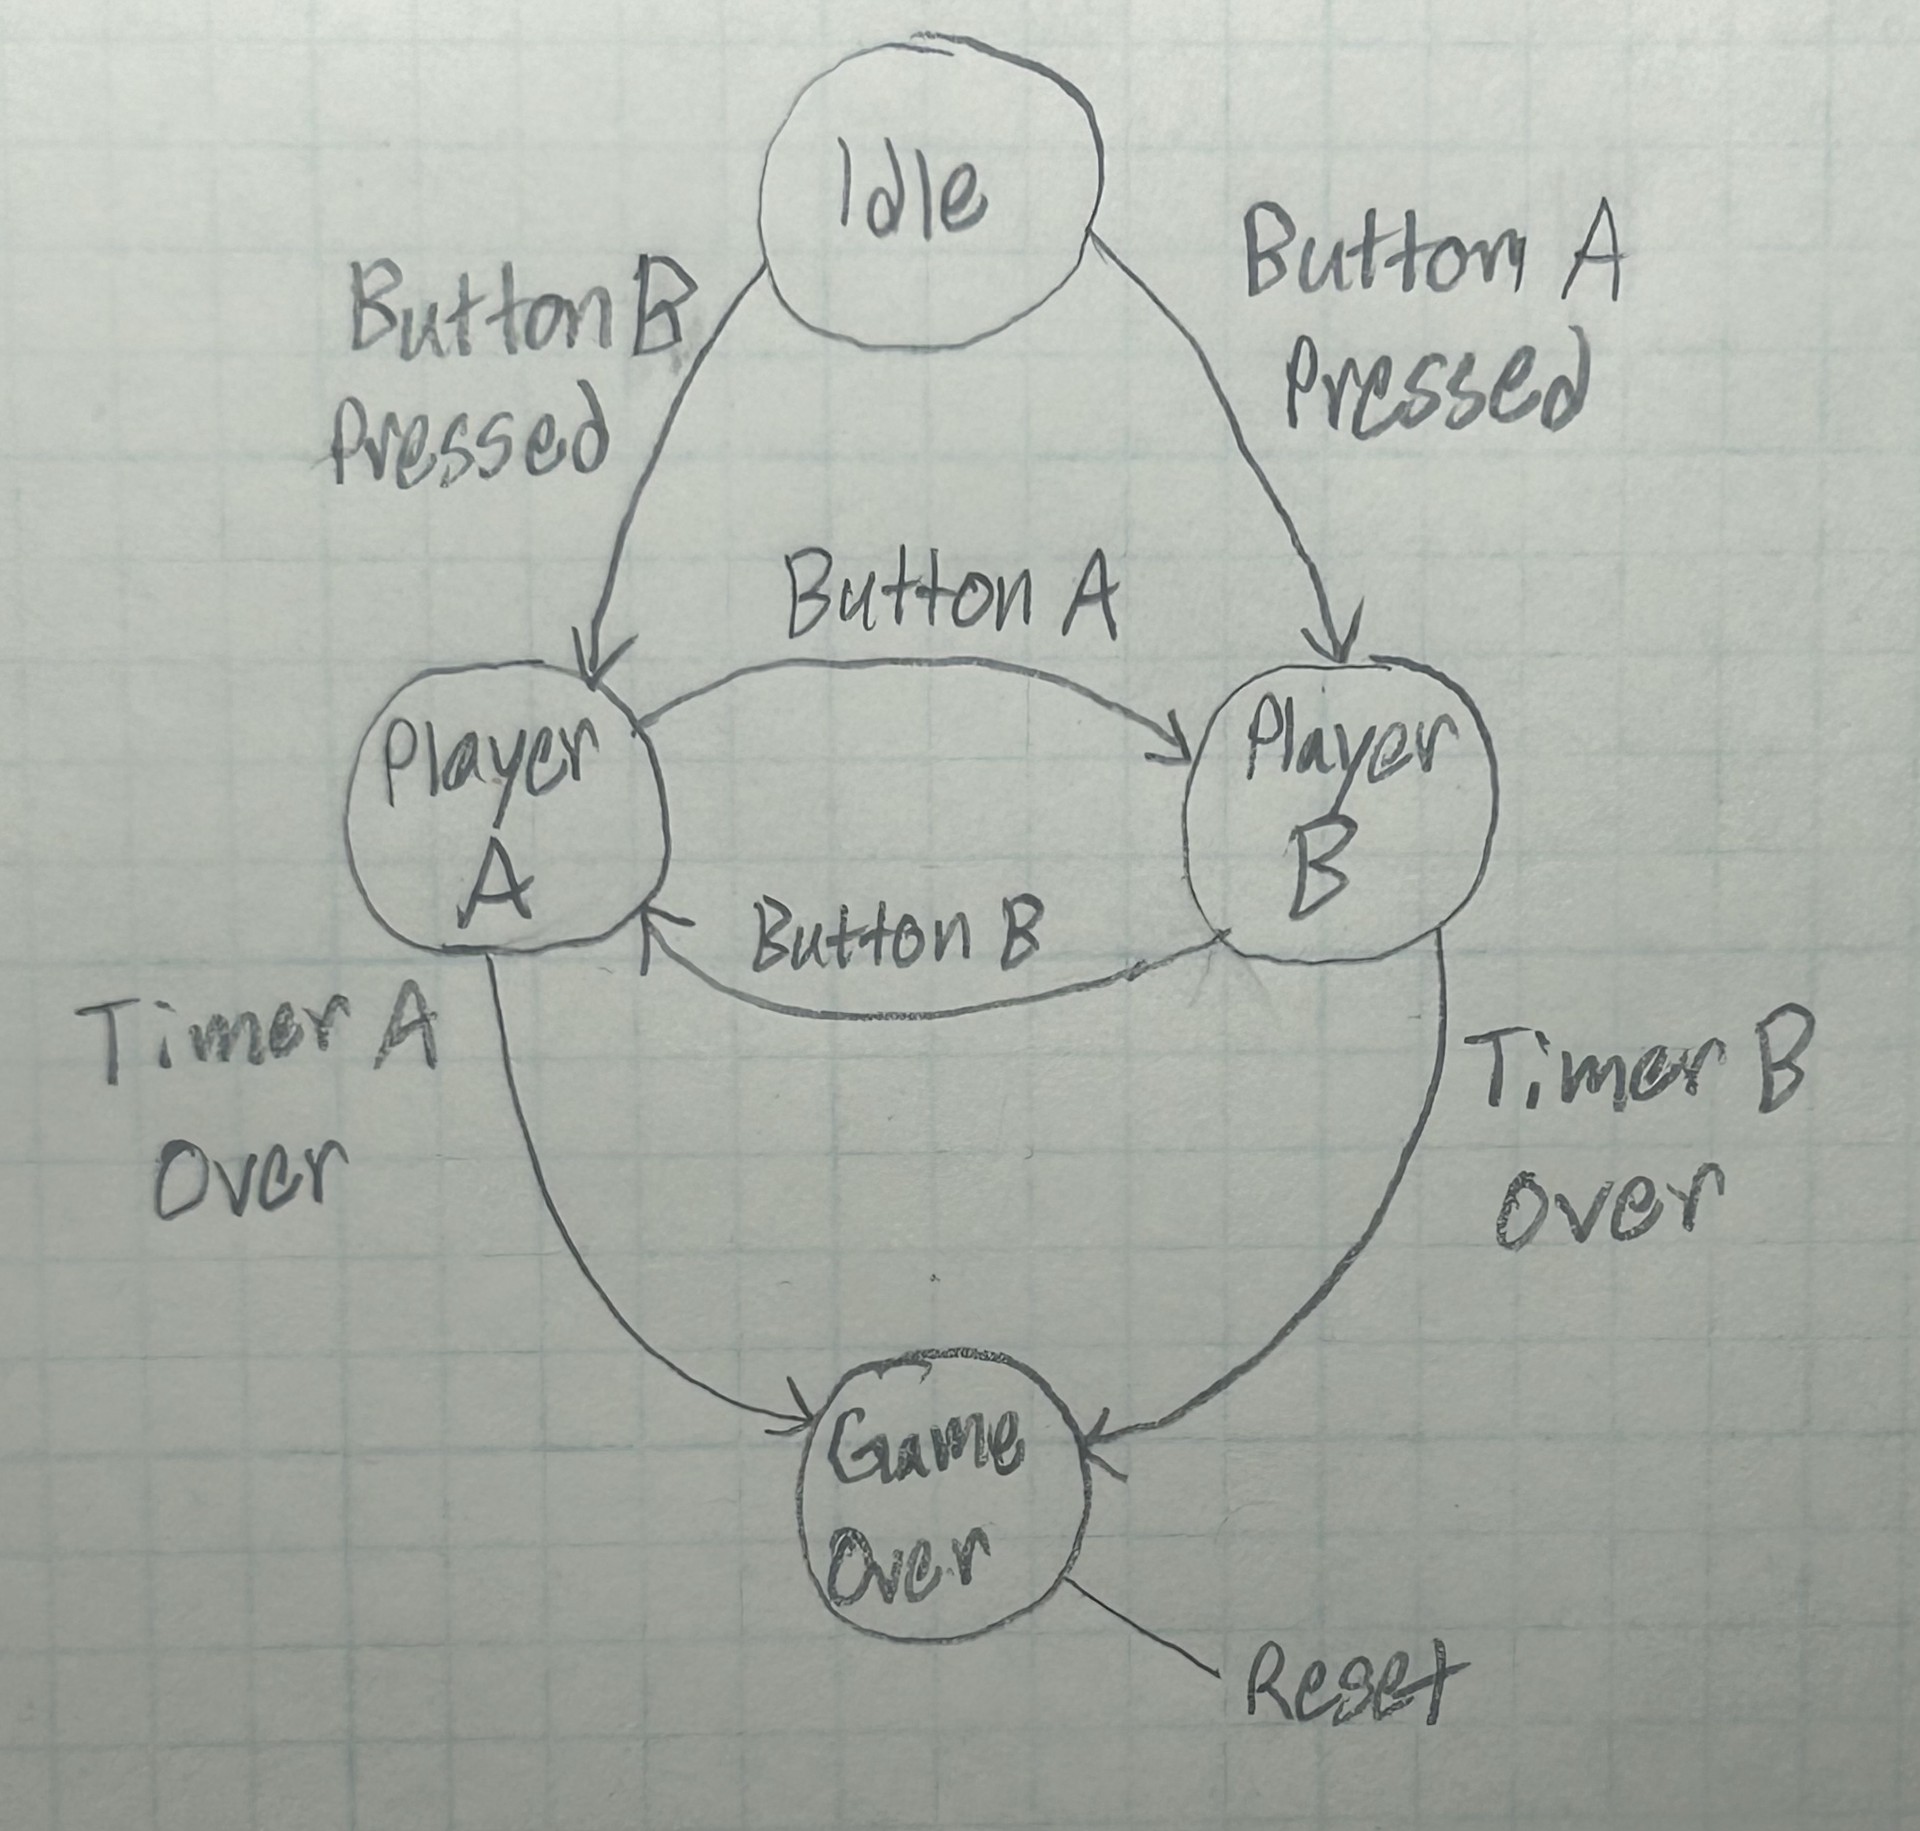 Idle
Button A
Pressed
Button B
Pressed
Button A
Player
A
Player
B
Button B
Timer A
Over
Timer B
Over
Game
Over
Reset